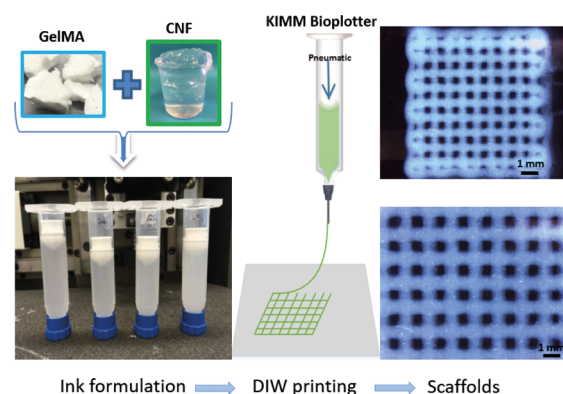 GelMA
CNF
KIMM Bioplotter
Pneumatic
1 mm
1 mm
Ink formulation
DIW printing
Scaffolds